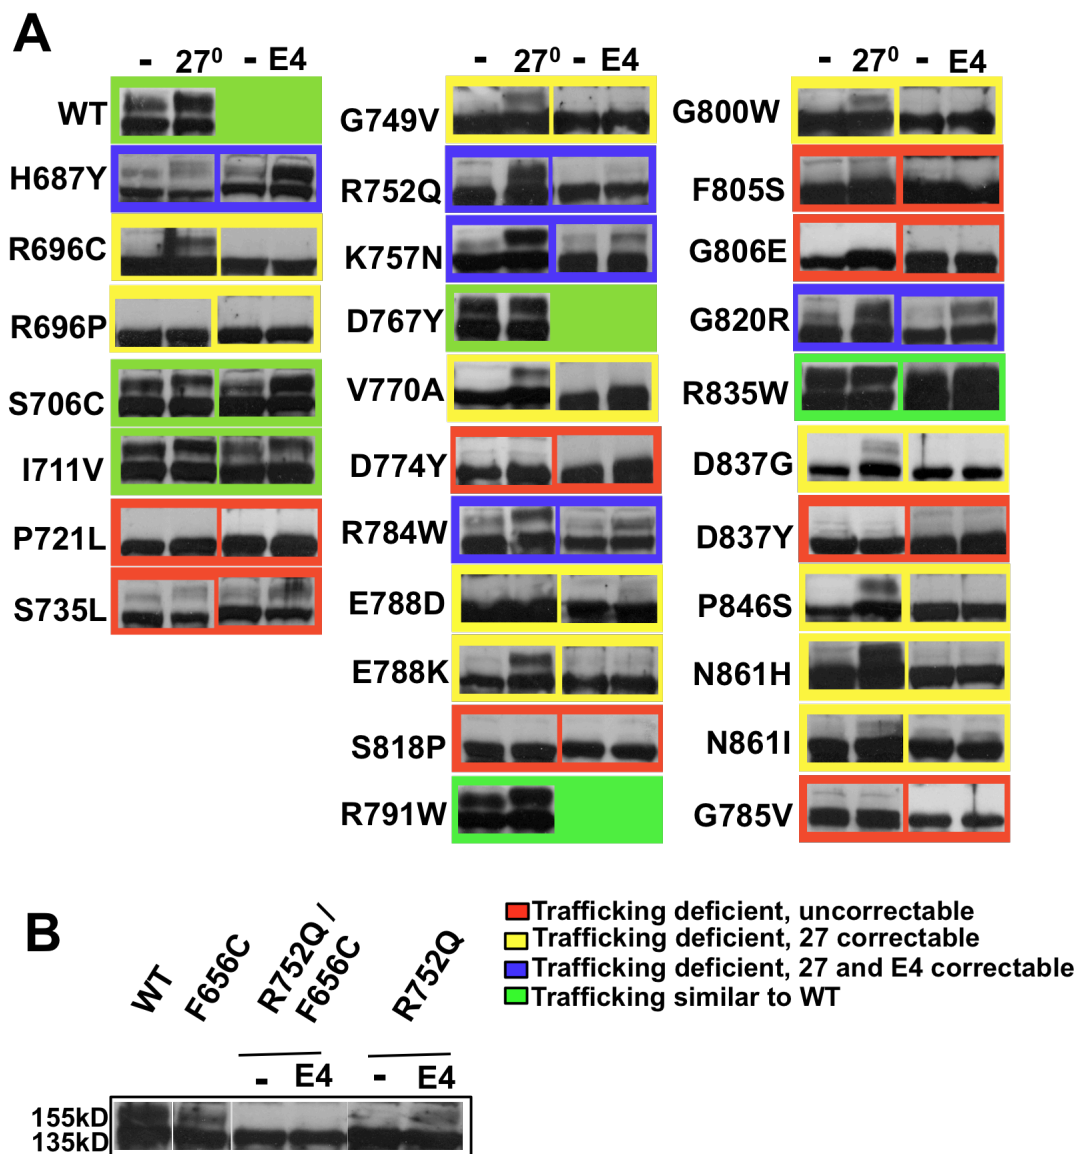 A
- 27⁰ - E4
WT
H687Y
R696C
R696P
S706C
I711V
P721L
S735L
- 27⁰ - E4
G749V
R752Q
K757N
D767Y
V770A
D774Y
R784W
E788D
E788K
S818P
R791W
- 27⁰ - E4
G800W
F805S
G806E
G820R
R835W
D837G
D837Y
P846S
N861H
N861I
G785V
B
WT
F656C
R752Q /
F656C
R752Q
- E4
- E4
155kD
135kD
Trafficking deficient, uncorrectable
Trafficking deficient, 27 correctable
Trafficking deficient, 27 and E4 correctable
Trafficking similar to WT